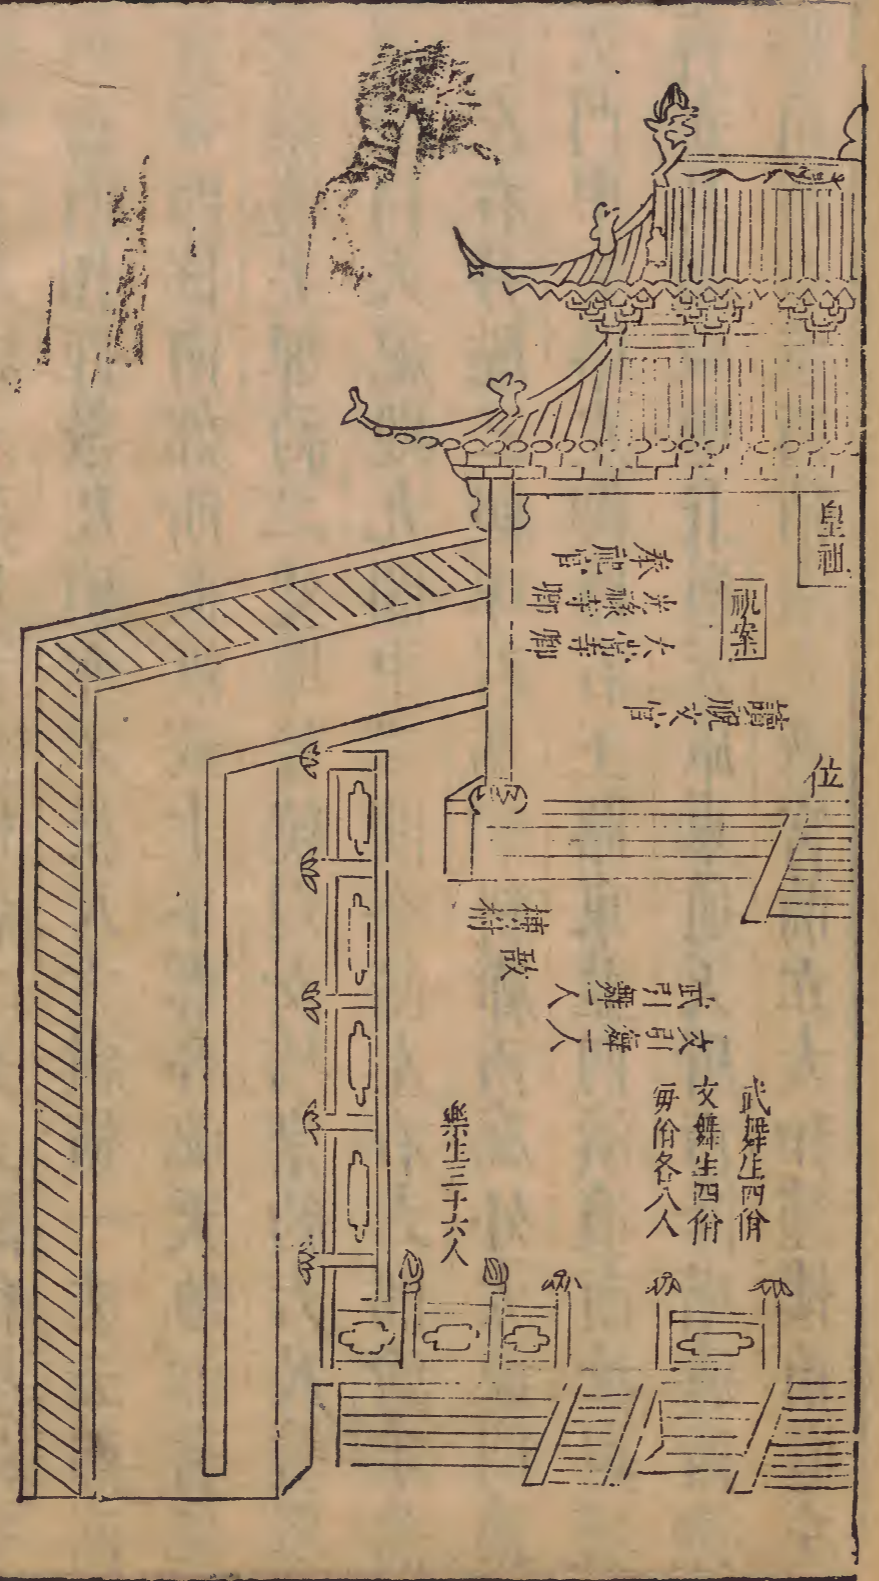 皇祖
奉祀官
祝案
光祿寺卿
太常寺卿
讀祝文官
位
搏拊
敔
武引舞一人
文引舞一人
武舞生四佾
文舞生四佾
每佾各八人
樂生三十六人